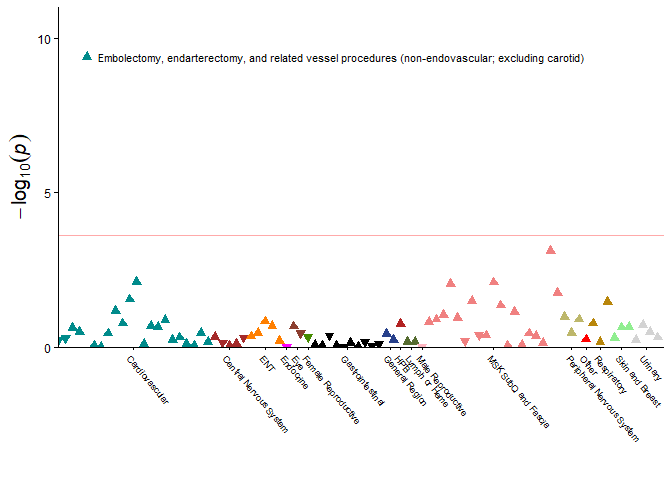 10
Embolectomy, endarterectomy, and related vessel procedures (non-endovascular; excluding carotid)
−log10(p)
5
0
Cardiovascular
Central Nervous System
ENT
Endocrine
Eye
Female Reproductive
Gastrointestinal
General Region
HPB
Lymph or Heme
Male Reproductive
MSK SubQ and Fascia
Peripheral Nervous System
Other
Respiratory
Skin and Breast
Urinary